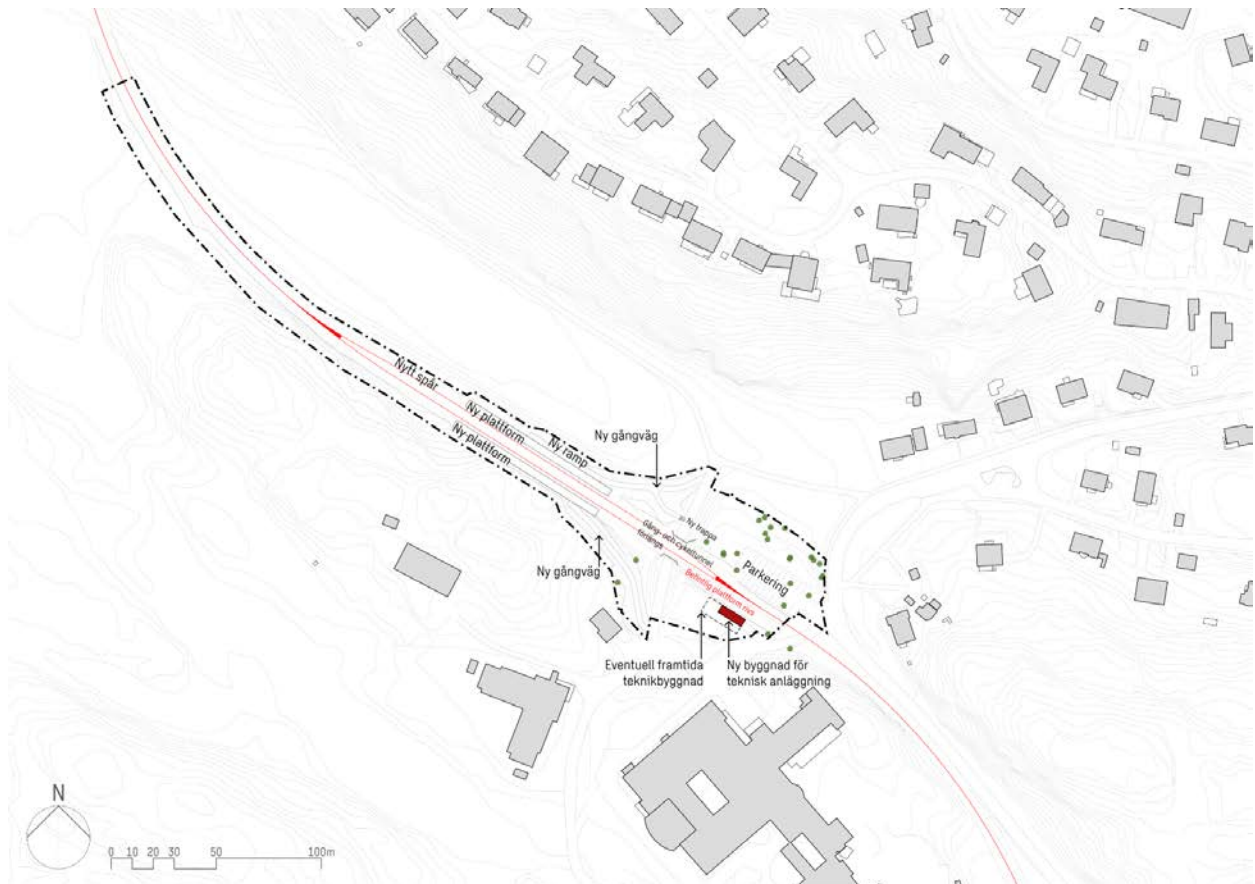 Nytt spår
Ny plattform
Ny ramp
Ny plattform
Ny gångväg
Ny trappa
Gång- och cykeltunnel
förlängs
Parkering
Ny gångväg
Befintlig plattform rivs
Eventuell framtida
teknikbyggnad
Ny byggnad för
teknisk anläggning
N
0 10 20 30 50 100m